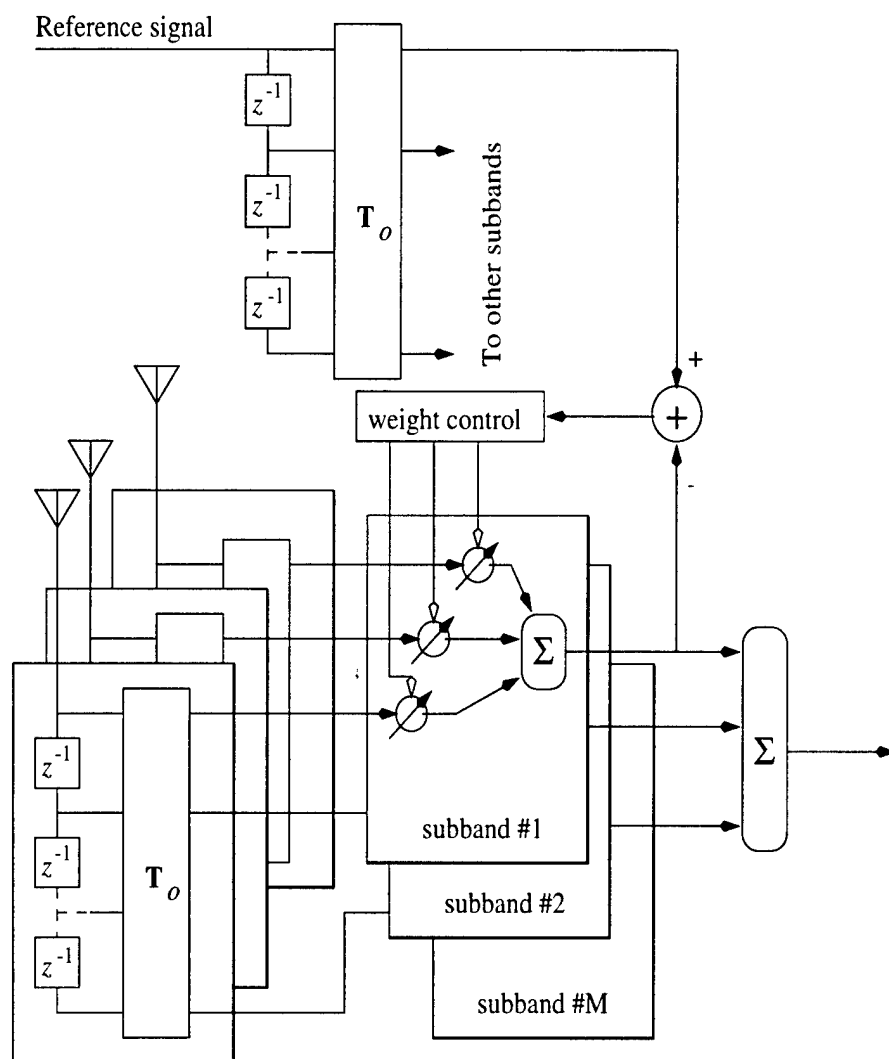 Reference signal
z⁻¹
z⁻¹
z⁻¹
T_o
To other subbands
+
+
-
weight control
Σ
Σ
subband #1
subband #2
subband #M
z⁻¹
z⁻¹
z⁻¹
T_o